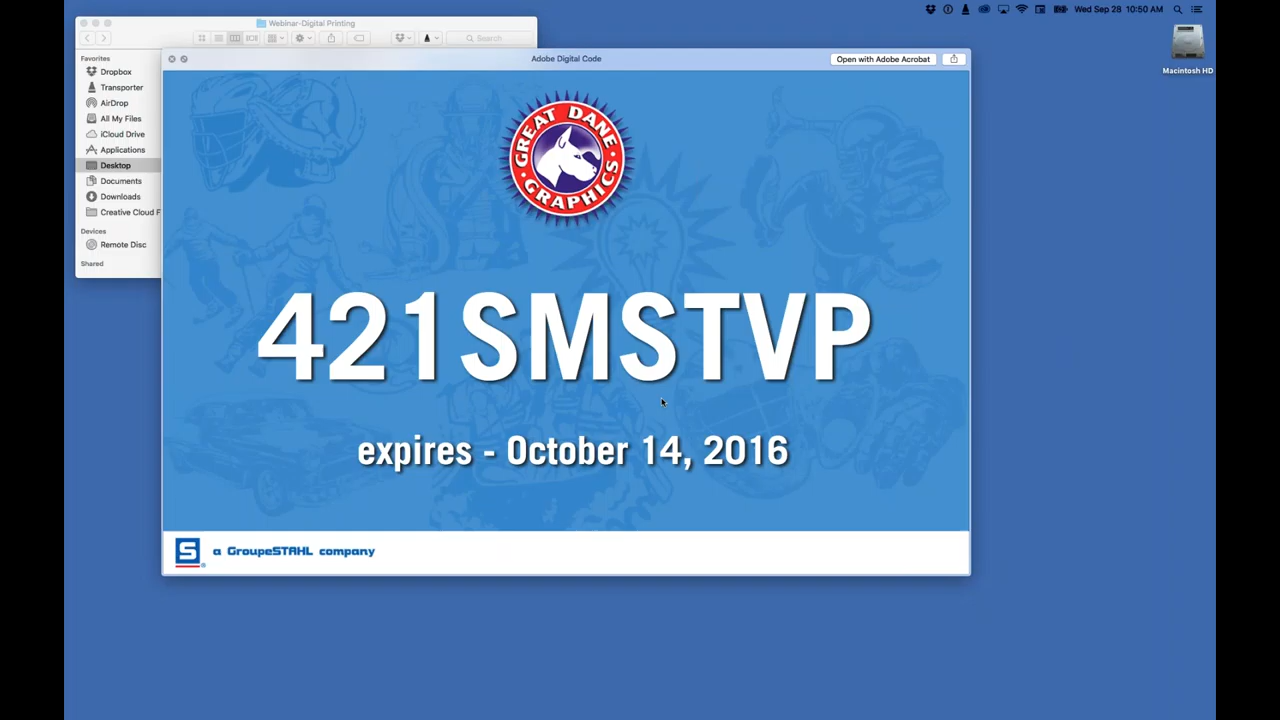 Wed Sep 28 10:50 AM
Macintosh HD
Webinar-Digital Printing
Search
Favorites
Dropbox
Transporter
AirDrop
All My Files
iCloud Drive
Applications
Desktop
Documents
Downloads
Creative Cloud F
Devices
Remote Disc
Shared
Adobe Digital Code
Open with Adobe Acrobat
GREAT DANE
GRAPHICS
421SMSTVP
expires - October 14, 2016
S ®
a GroupeSTAHL company